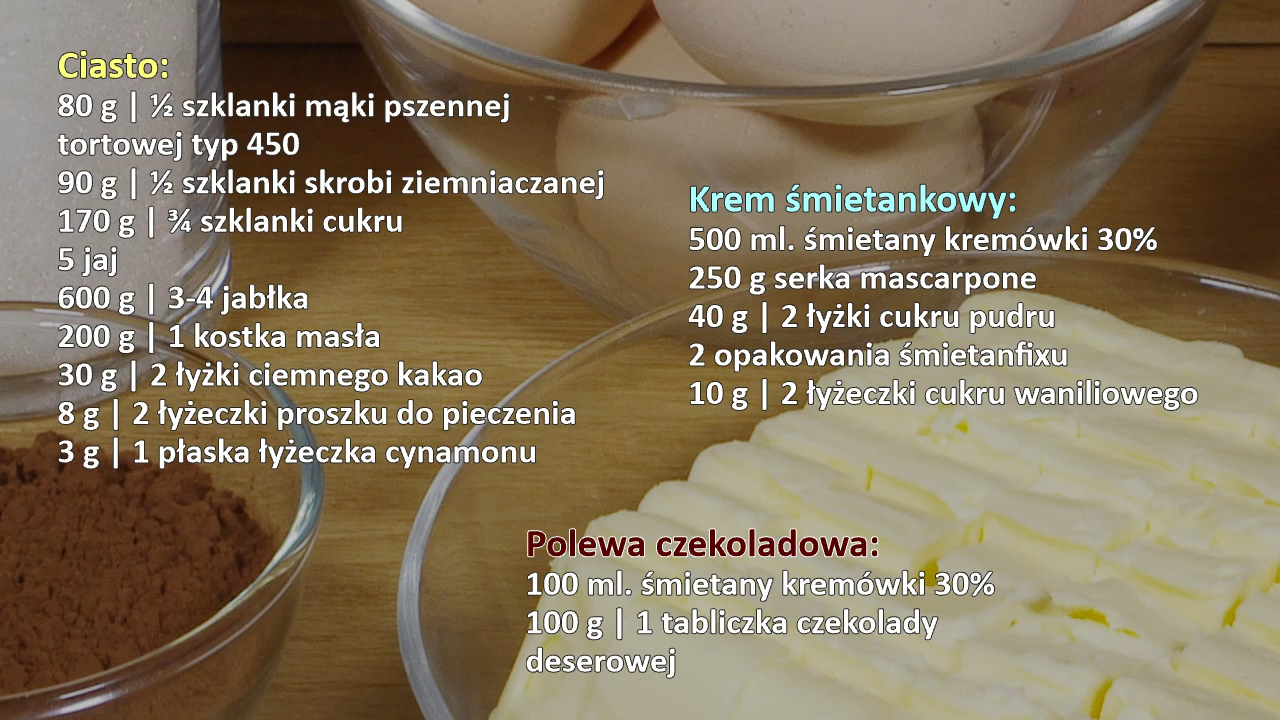 Ciasto:
80 g | ½ szklanki mąki pszennej
tortowej typ 450
90 g | ½ szklanki skrobi ziemniaczanej
170 g | ¾ szklanki cukru
5 jaj
600 g | 3-4 jabłka
200 g | 1 kostka masła
30 g | 2 łyżki ciemnego kakao
8 g | 2 łyżeczki proszku do pieczenia
3 g | 1 płaska łyżeczka cynamonu
Krem śmietankowy:
500 ml. śmietany kremówki 30%
250 g serka mascarpone
40 g | 2 łyżki cukru pudru
2 opakowania śmietanfixu
10 g | 2 łyżeczki cukru waniliowego
Polewa czekoladowa:
100 ml. śmietany kremówki 30%
100 g | 1 tabliczka czekolady
deserowej